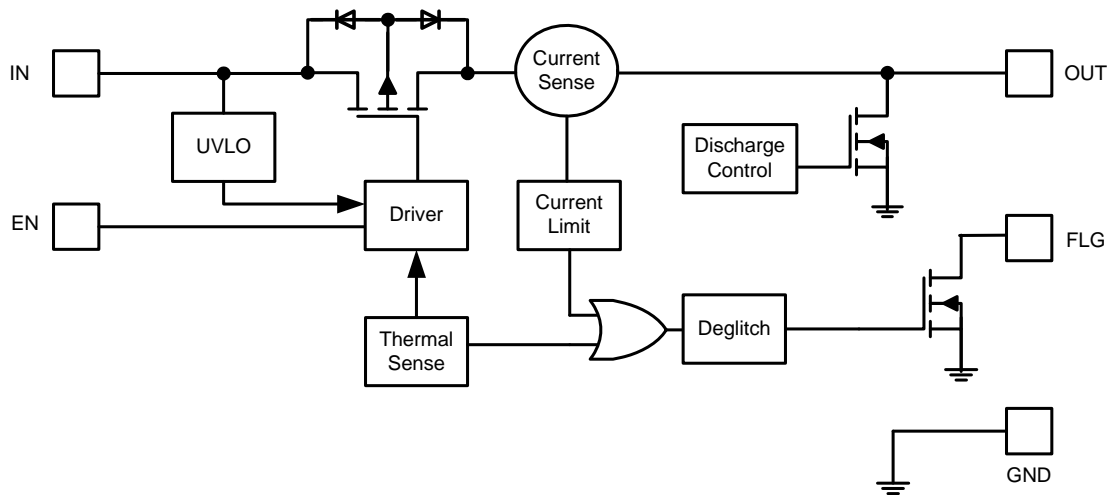 IN
Current
Sense
OUT
UVLO
Discharge
Control
EN
Driver
Current
Limit
FLG
Thermal
Sense
Deglitch
GND